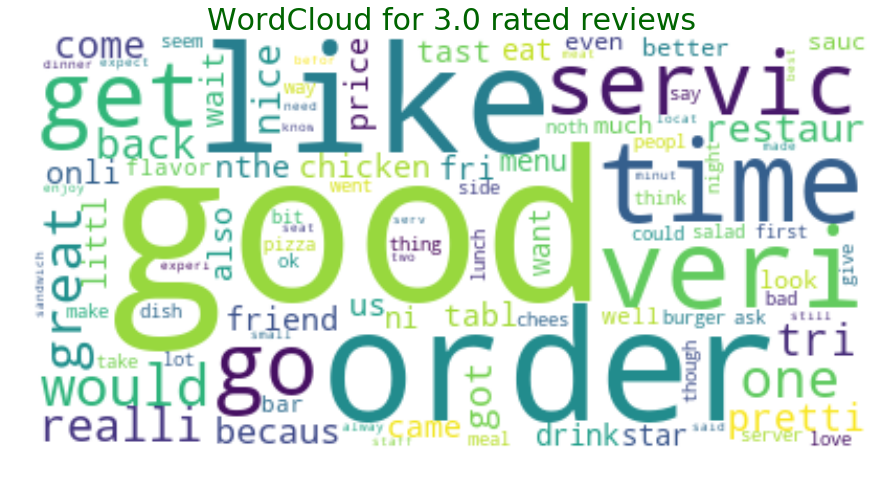 WordCloud for 3.0 rated reviews
come seem befor price tast eat even better sauc
dinner expect wait nice way need know meat say best
get like servic
back noth much locat restaur
onli flavor nthe chicken fri menu peopl made
enjoy went side think night minut time
great littl also bit seat serv thing two lunch want could salad first give
good
pizza ok experi veri look bad
sandwich make dish friend us ni tabl chees well burger ask still
small order though tri
take lot go
would bar got one
realli becaus alway came staff meal drink star said server love pretti